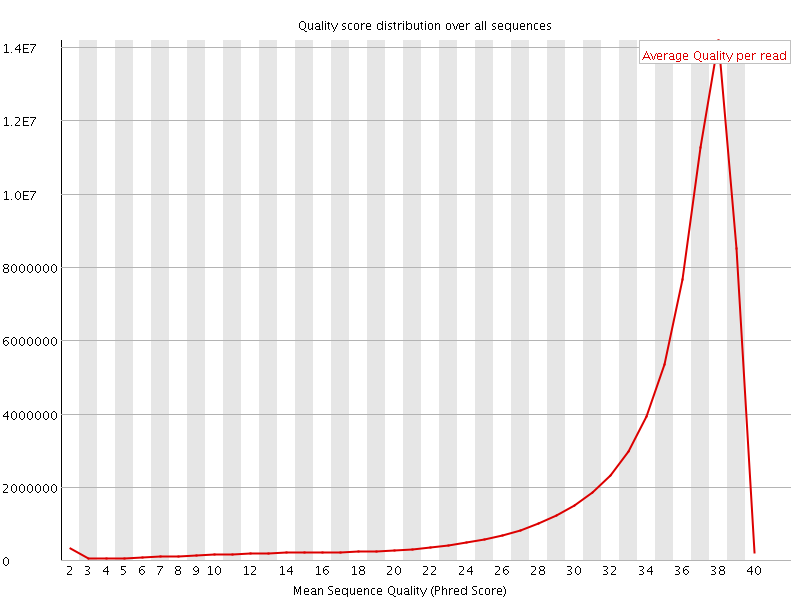 Quality score distribution over all sequences
Average Quality per read
1.4E7
1.2E7
1.0E7
8000000
6000000
4000000
2000000
0
2 3 4 5 6 7 8 9 10 12 14 16 18 20 22 24 26 28 30 32 34 36 38 40
Mean Sequence Quality (Phred Score)